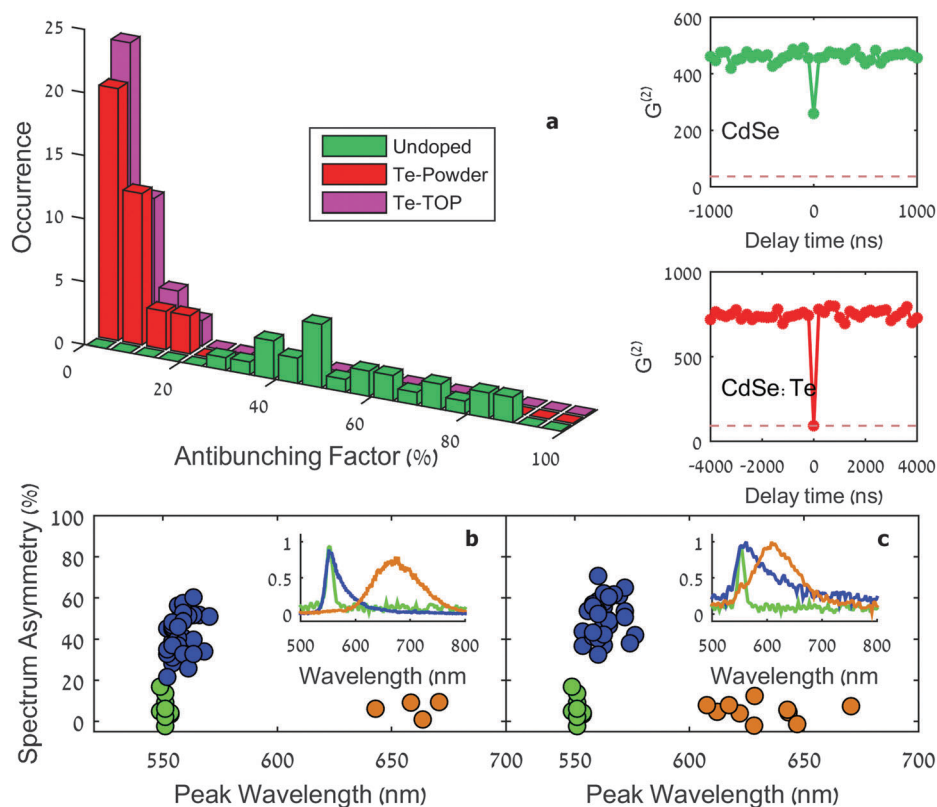 25
20
15
10
5
0
Occurrence
0
20
40
60
80
100
Antibunching Factor (%)
Undoped
Te-Powder
Te-TOP
a
600
400
200
0
G(2)
CdSe
-1000
0
1000
Delay time (ns)
1000
500
0
G(2)
CdSe: Te
-4000
-2000
0
2000
4000
Delay time (ns)
Spectrum Asymmetry (%)
100
80
60
40
20
0
b
1
0.5
0
500
600
700
800
Wavelength (nm
550
600
650
700
Peak Wavelength (nm)
c
1
0.5
0
500
600
700
800
Wavelength (nm
550
600
650
700
Peak Wavelength (nm)